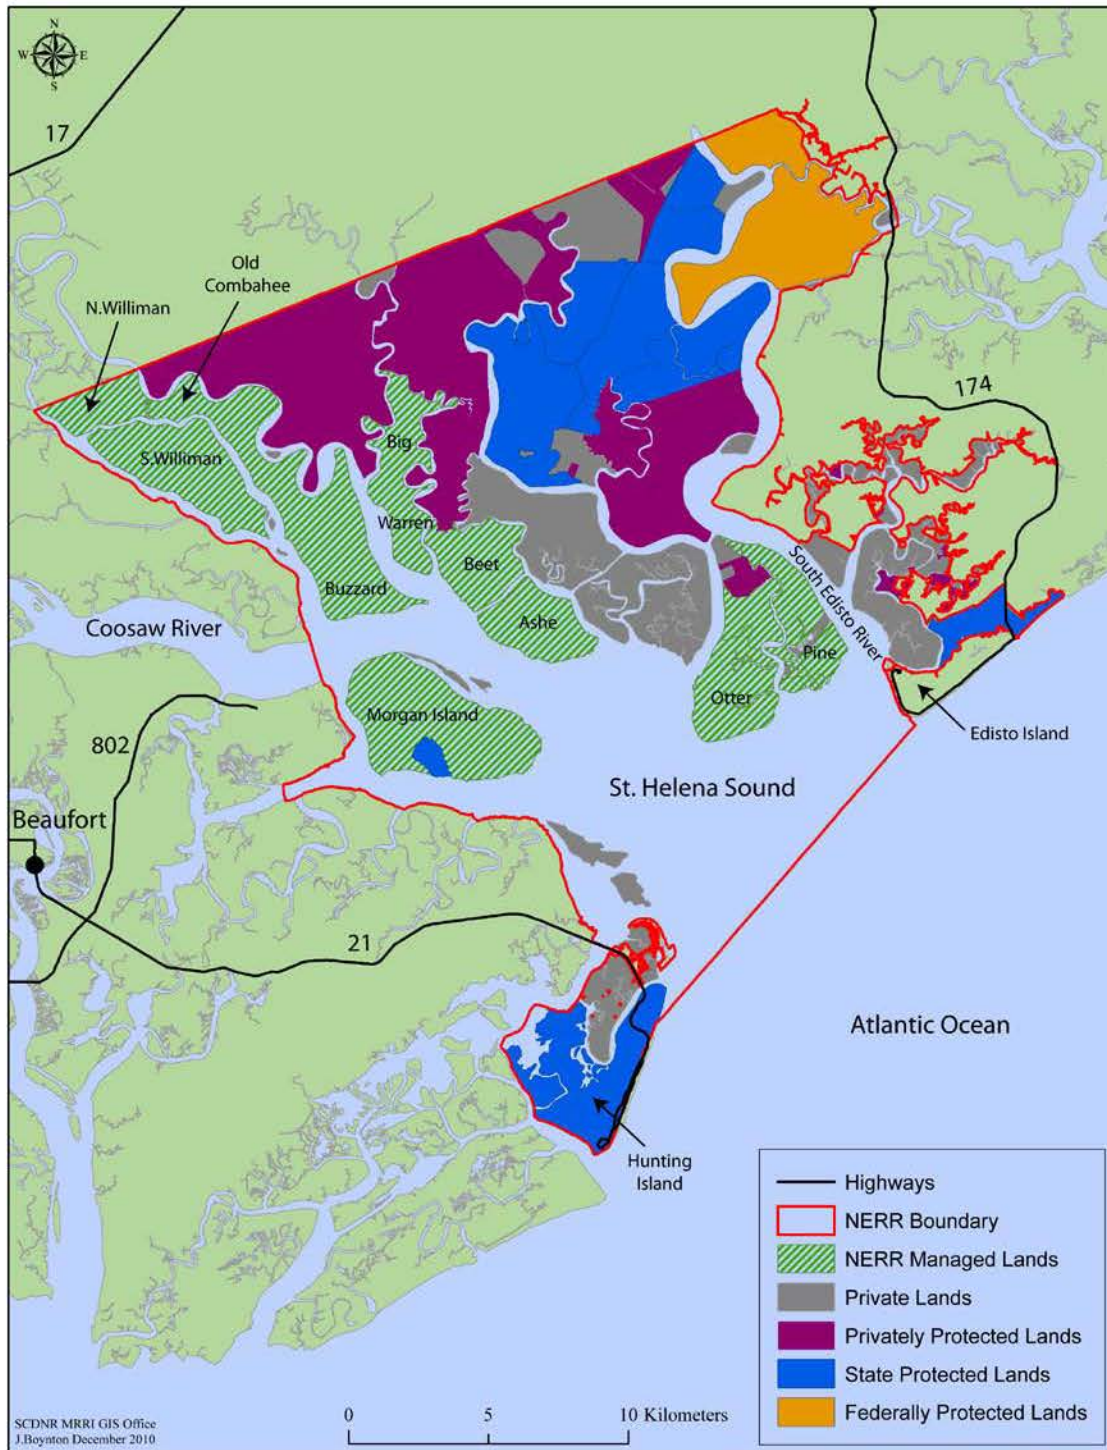 N
W E
S
17
Old
Combahee
N.Williman
174
Big
S.Williman
Warren
Beet
South Edisto River
Buzzard
Ashe
Coosaw River
Pine
Otter
Morgan Island
Edisto Island
802
St. Helena Sound
Beaufort
21
Atlantic Ocean
Hunting
Island
Highways
NERR Boundary
NERR Managed Lands
Private Lands
Privately Protected Lands
State Protected Lands
Federally Protected Lands
0 5 10 Kilometers
SCDNR MRRI GIS Office
J.Boynton December 2010